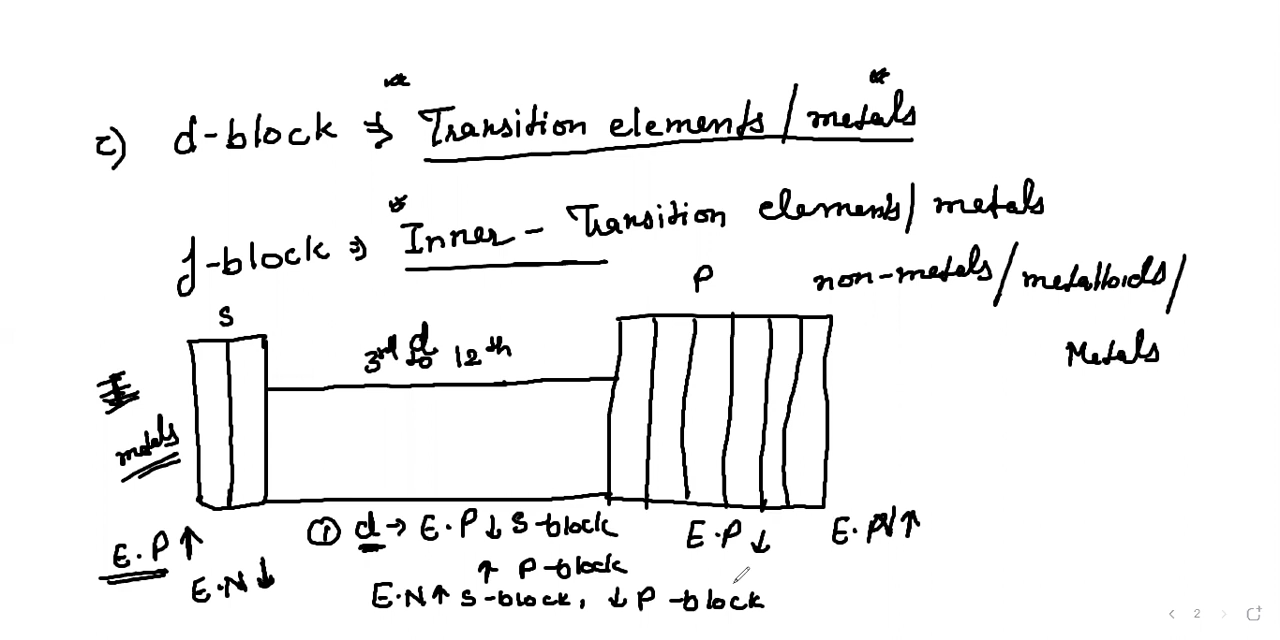 c) d-block ⇒ Transition elements/metals
f-block ⇒ Inner-Transition elements/metals
P
non-metals/metalloids/
Metals
S
3rd to 12th
d
metals
E.P↑
E.N↓
① d → E.P↓ S-block
↑ P-block
E.N↑ S-block, ↓ P-block
E.P↓
E.N↑
2